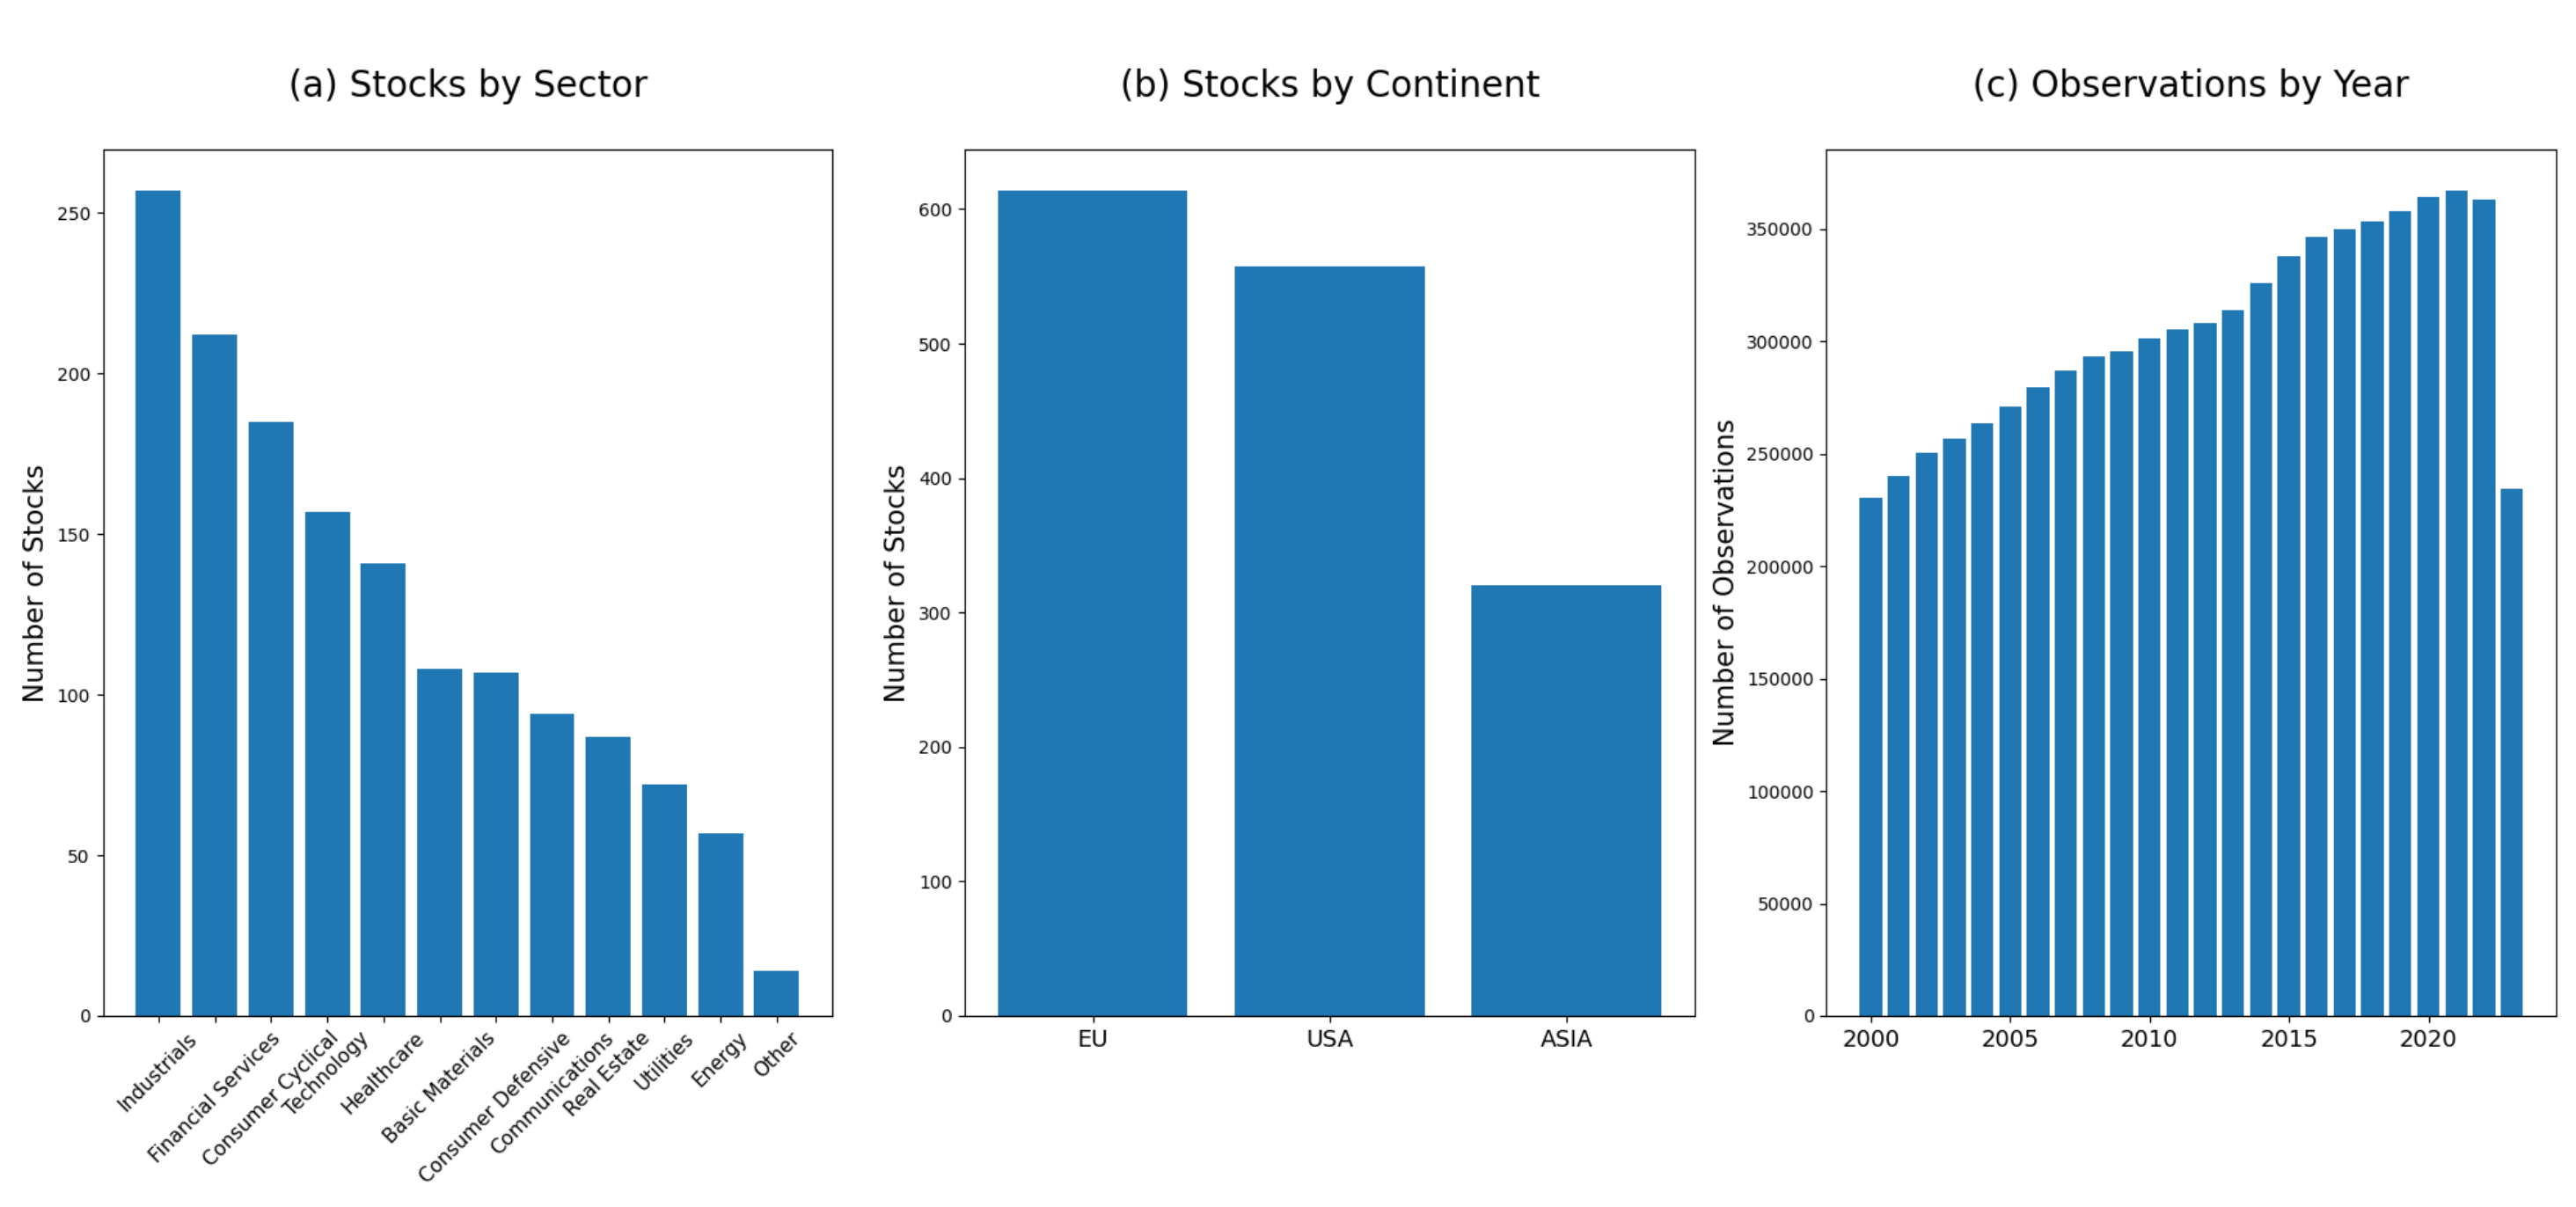 (a) Stocks by Sector
Number of Stocks
250
200
150
100
50
0
Industrials
Financial Services
Consumer Cyclical
Technology
Healthcare
Basic Materials
Consumer Defensive
Communications
Real Estate
Utilities
Energy
Other
(b) Stocks by Continent
Number of Stocks
600
500
400
300
200
100
0
EU
USA
ASIA
(c) Observations by Year
Number of Observations
350000
300000
250000
200000
150000
100000
50000
0
2000
2005
2010
2015
2020